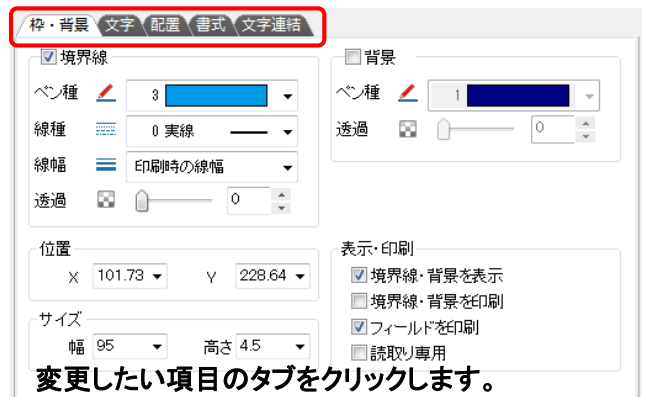 枠・背景 文字 配置 書式 文字連結
境界線
ペン種 3
線種 0 実線
線幅 印刷時の線幅
透過 0
背景
ペン種 1
透過 0
位置
X 101.73 Y 228.64
サイズ
幅 95 高さ 4.5
表示・印刷
境界線・背景を表示
境界線・背景を印刷
フィールドを印刷
読取り専用
変更したい項目のタブをクリックします。